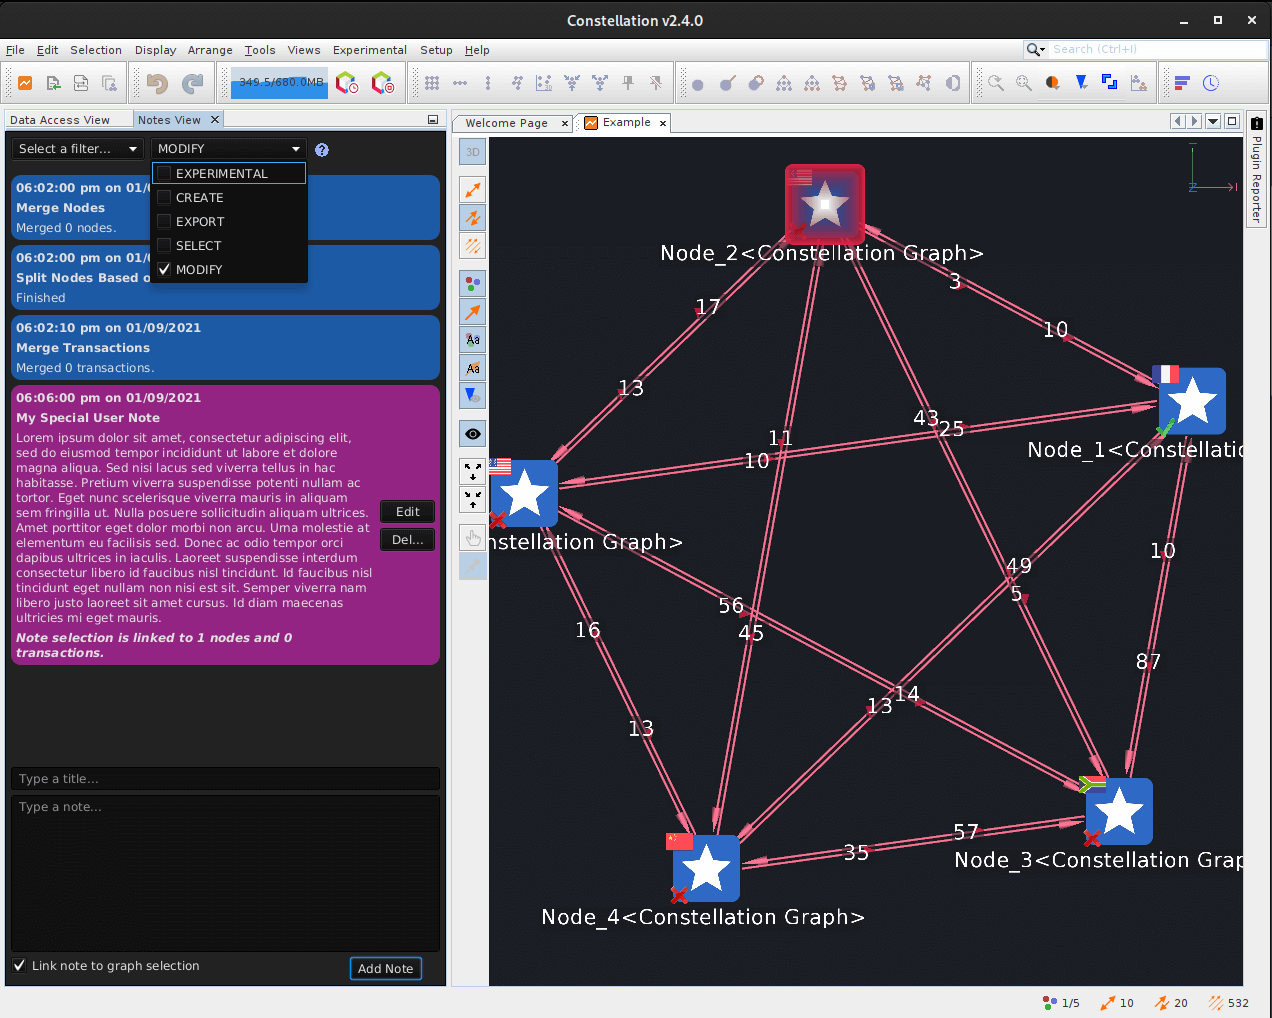 Constellation v2.4.0
File Edit Selection Display Arrange Tools Views Experimental Setup Help
Search (Ctrl+I)
349.5/680.0MB
Data Access View
Notes View
Welcome Page
Example
Select a filter...
MODIFY
EXPERIMENTAL
CREATE
EXPORT
SELECT
MODIFY
06:02:00 pm on 01/0
Merge Nodes
Merged 0 nodes.
06:02:00 pm on 01/0
Split Nodes Based o
Finished
06:02:10 pm on 01/09/2021
Merge Transactions
Merged 0 transactions.
06:06:00 pm on 01/09/2021
My Special User Note
Lorem ipsum dolor sit amet, consectetur adipiscing elit,
sed do eiusmod tempor incididunt ut labore et dolore
magna aliqua. Sed nisi lacus sed viverra tellus in hac
habitasse. Pretium viverra suspendisse potenti nullam ac
tortor. Eget nunc scelerisque viverra mauris in aliquam
sem fringilla ut. Nulla posuere sollicitudin aliquam ultrices.
Amet porttitor eget dolor morbi non arcu. Urna molestie at
elementum eu facilisis sed. Donec ac odio tempor orci
dapibus ultrices in iaculis. Laoreet suspendisse interdum
consectetur libero id faucibus nisl tincidunt. Id faucibus nisl
tincidunt eget nullam non nisi est sit. Semper viverra nam
libero justo laoreet sit amet cursus. Id diam maecenas
ultricies mi eget mauris.
Note selection is linked to 1 nodes and 0
transactions.
Edit
Del...
Type a title...
Type a note...
Link note to graph selection
Add Note
3D
Aa
Aa
Node_2<Constellation Graph>
3
17
10
13
43
25
11
10
Node_1<Constellatic
nstellation Graph>
10
49
5
56
45
16
87
14
13
13
57
35
Node_3<Constellation Grap
Node_4<Constellation Graph>
Plugin Reporter
1/5
10
20
532